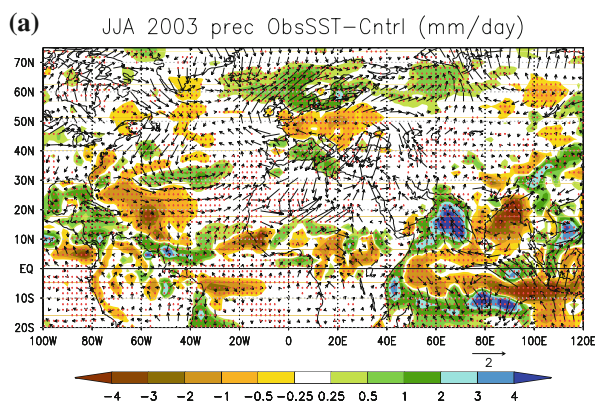 (a) JJA 2003 prec ObsSST−Cntrl (mm/day)
70N
60N
50N
40N
30N
20N
10N
EQ
10S
20S
100W 80W 60W 40W 20W 0 20E 40E 60E 80E 100E 120E
2
−4 −3 −2 −1 −0.5 −0.25 0.25 0.5 1 2 3 4